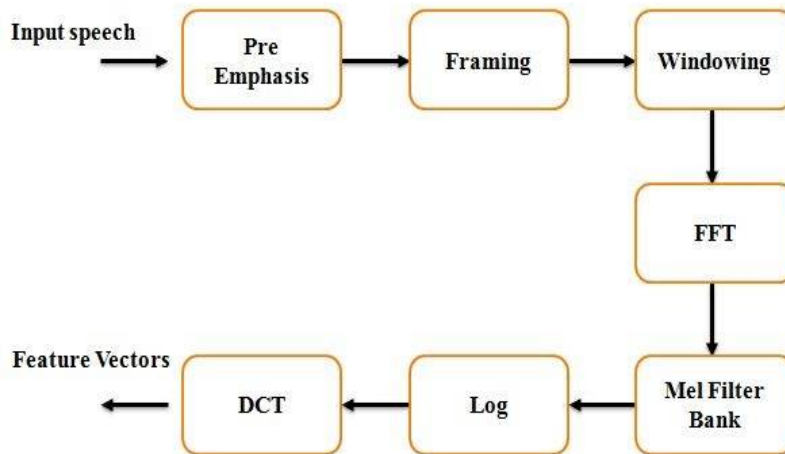 Input speech
Pre
Emphasis
Framing
Windowing
FFT
Mel Filter
Bank
Log
DCT
Feature Vectors